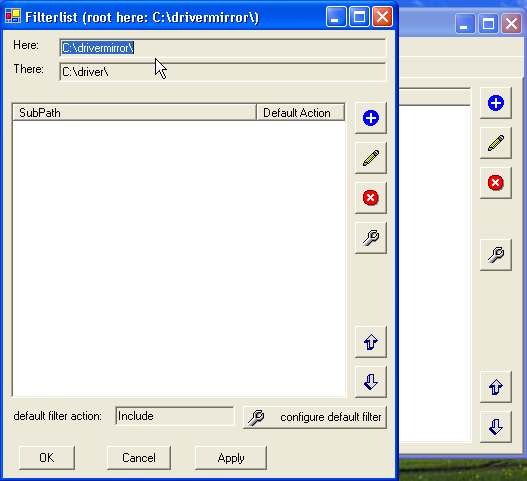 Filterlist (root here: C:\drivermirror\)
Here: C:\drivermirror\
There: C:\driver\
SubPath Default Action
default filter action: Include configure default filter
OK Cancel Apply